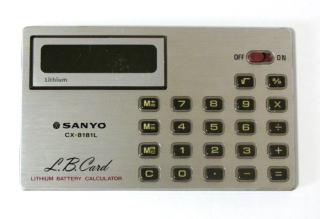 OFF ON
Lithium
√ %
M 7 8 9 ×
SANYO
CX-8181L
M 4 5 6 ÷
M 1 2 3 +
L.B. Card
LITHIUM BATTERY CALCULATOR
C 0 · − =